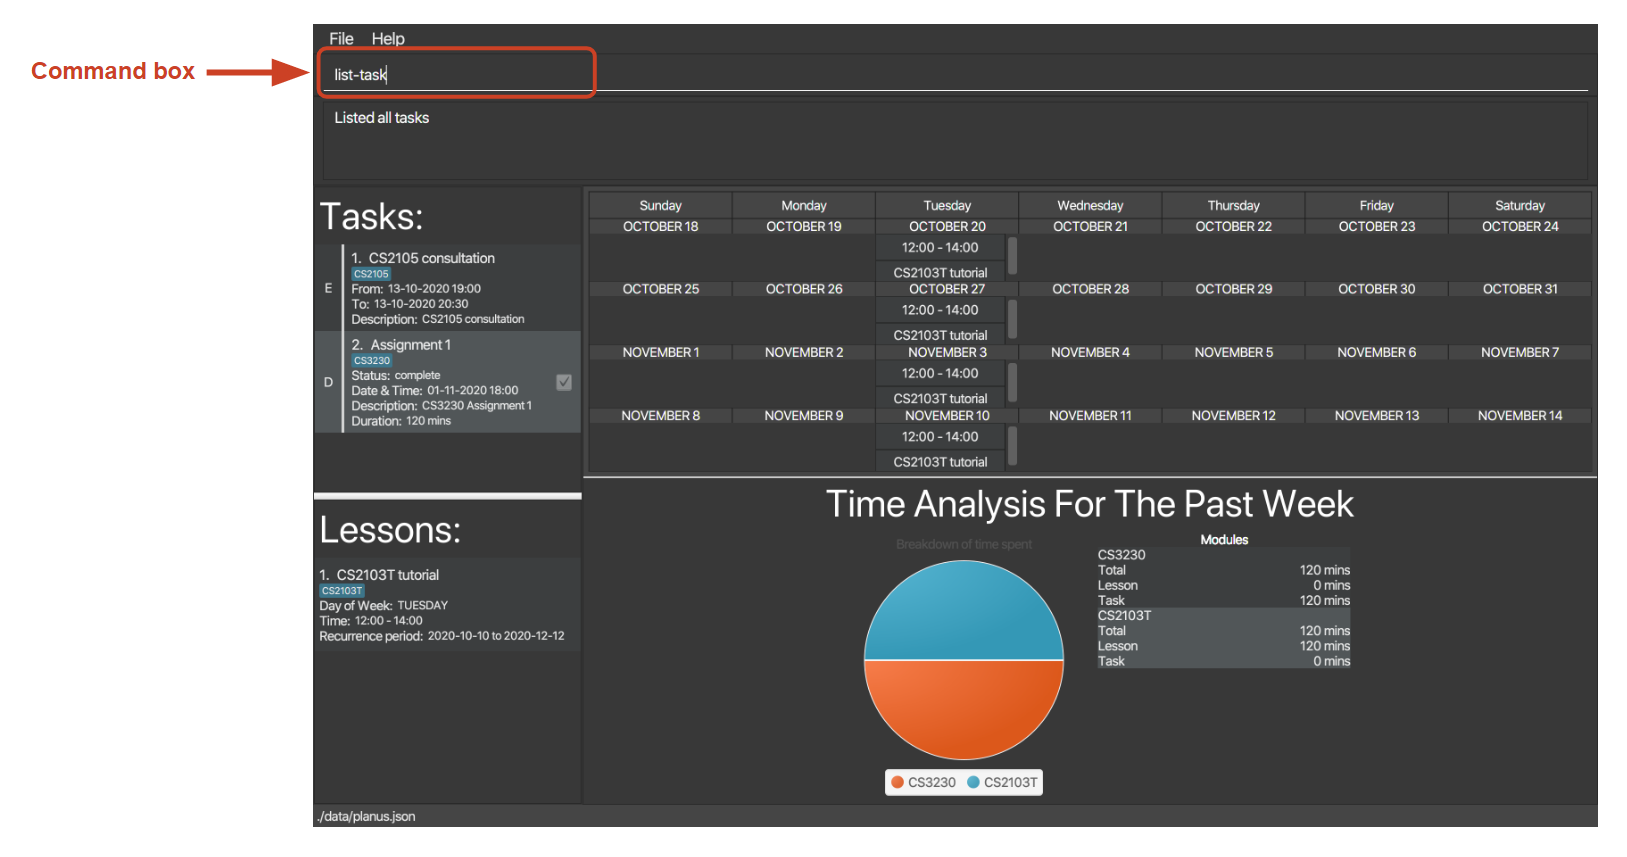 File Help
Command box
list-task
Listed all tasks
Tasks:
1. CS2105 consultation
CS2105
E
From: 13-10-2020 19:00
To: 13-10-2020 20:30
Description: CS2105 consultation
2. Assignment 1
CS3230
D
Status: complete
Date & Time: 01-11-2020 18:00
Description: CS3230 Assignment 1
Duration: 120 mins
Lessons:
1. CS2103T tutorial
CS2103T
Day of Week: TUESDAY
Time: 12:00 - 14:00
Recurrence period: 2020-10-10 to 2020-12-12
Sunday Monday Tuesday Wednesday Thursday Friday Saturday
OCTOBER 18 OCTOBER 19 OCTOBER 20 OCTOBER 21 OCTOBER 22 OCTOBER 23 OCTOBER 24
12:00 - 14:00
CS2103T tutorial
OCTOBER 25 OCTOBER 26 OCTOBER 27 OCTOBER 28 OCTOBER 29 OCTOBER 30 OCTOBER 31
12:00 - 14:00
CS2103T tutorial
NOVEMBER 1 NOVEMBER 2 NOVEMBER 3 NOVEMBER 4 NOVEMBER 5 NOVEMBER 6 NOVEMBER 7
12:00 - 14:00
CS2103T tutorial
NOVEMBER 8 NOVEMBER 9 NOVEMBER 10 NOVEMBER 11 NOVEMBER 12 NOVEMBER 13 NOVEMBER 14
12:00 - 14:00
CS2103T tutorial
Time Analysis For The Past Week
Breakdown of time spent
CS3230 CS2103T
Modules
CS3230
Total 120 mins
Lesson 0 mins
Task 120 mins
CS2103T
Total 120 mins
Lesson 120 mins
Task 0 mins
./data/planus.json